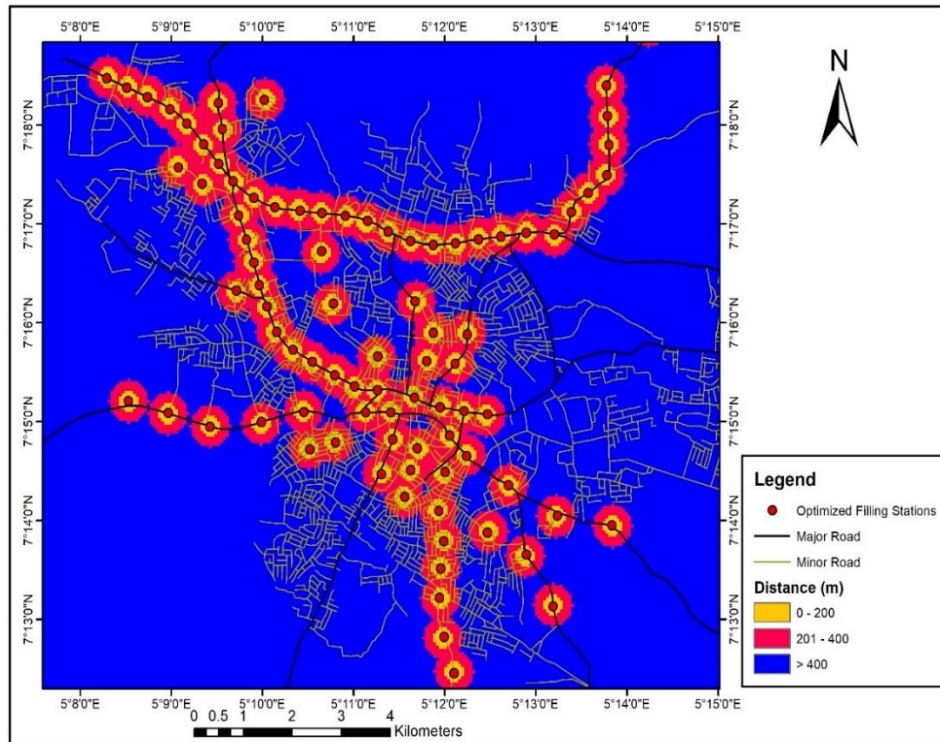 5°8'0"E 5°9'0"E 5°10'0"E 5°11'0"E 5°12'0"E 5°13'0"E 5°14'0"E 5°15'0"E
N
7°18'0"N 7°18'0"N
7°17'0"N 7°17'0"N
7°16'0"N 7°16'0"N
7°15'0"N 7°15'0"N
7°14'0"N 7°14'0"N
7°13'0"N 7°13'0"N
Legend
Optimized Filling Stations
Major Road
Minor Road
Distance (m)
0 - 200
201 - 400
> 400
5°8'0"E 5°9'0"E 5°10'0"E 5°11'0"E 5°12'0"E 5°13'0"E 5°14'0"E 5°15'0"E
0 0.5 1 2 3 4
Kilometers